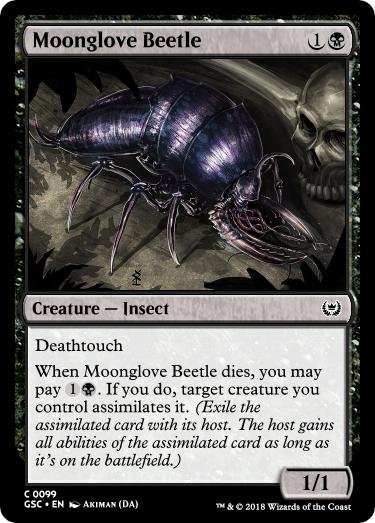 Moonglove Beetle 1
Creature — Insect
Deathtouch
When Moonglove Beetle dies, you may
pay 1. If you do, target creature you
control assimilates it. (Exile the
assimilated card with its host. The host gains
all abilities of the assimilated card as long as
it's on the battlefield.)
1/1
C 0099
GSC • EN Akiman (DA)
™ & © 2018 Wizards of the Coast